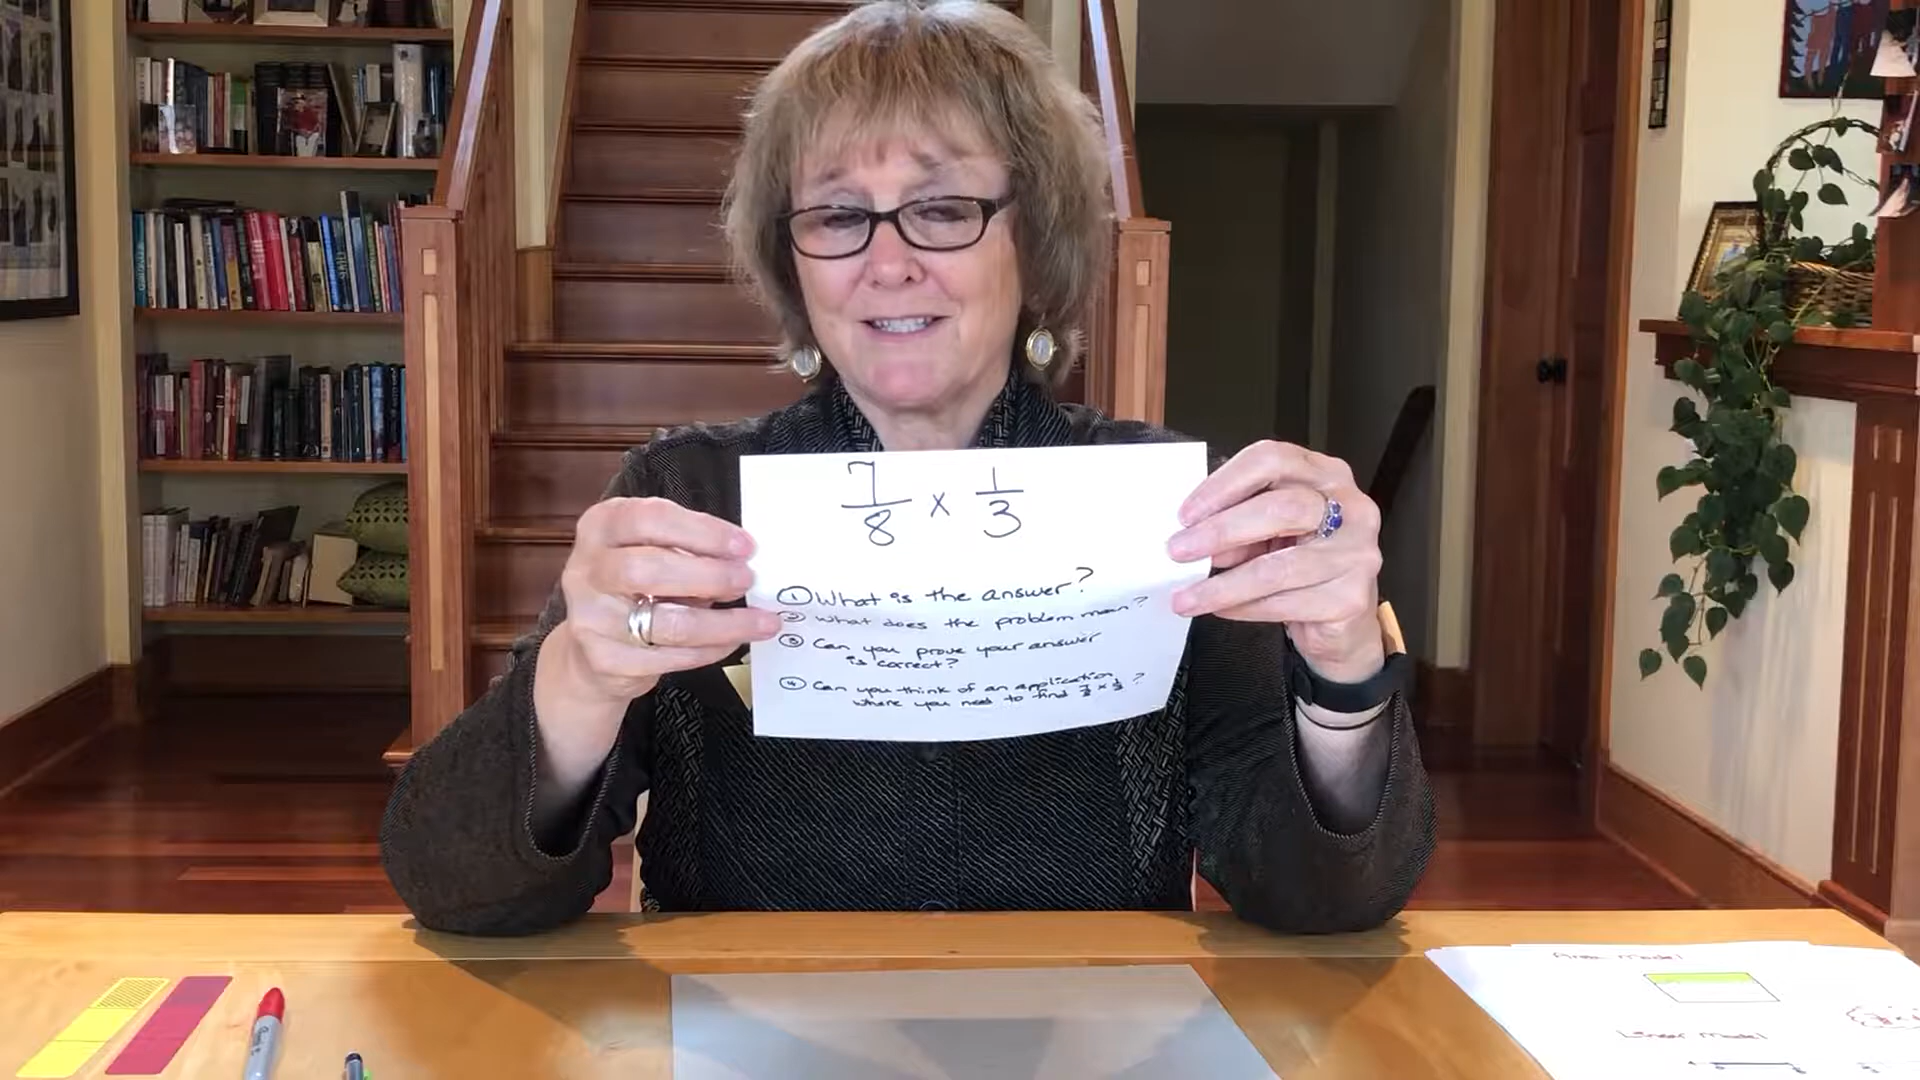 7/8 x 1/3
① What is the answer?
② What does the problem mean?
③ Can you prove your answer
is correct?
④ Can you think of an application
where you need to find 7/8 x 1/3 ?
Area Model
Linear Model